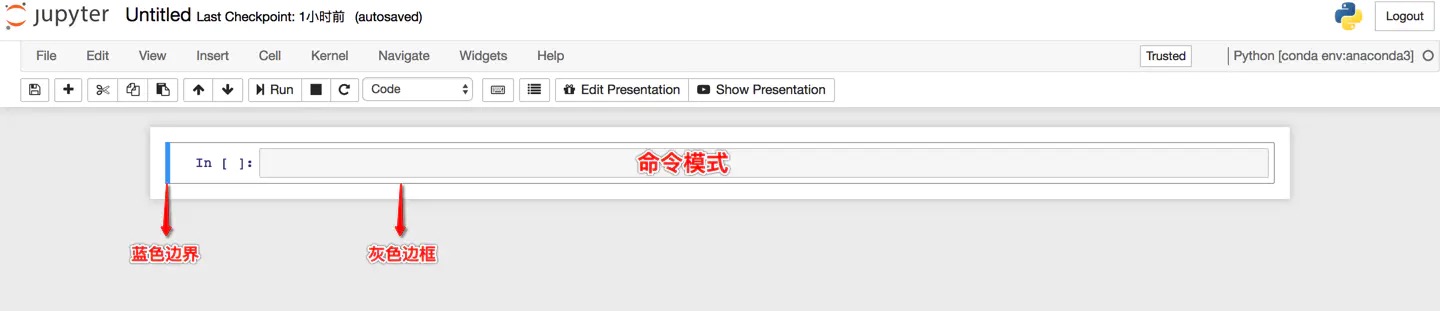 jupyter Untitled Last Checkpoint: 1小时前 (autosaved) Logout
File Edit View Insert Cell Kernel Navigate Widgets Help Trusted Python [conda env:anaconda3]
Run Code Edit Presentation Show Presentation
In [ ]: 命令模式
蓝色边界 灰色边框